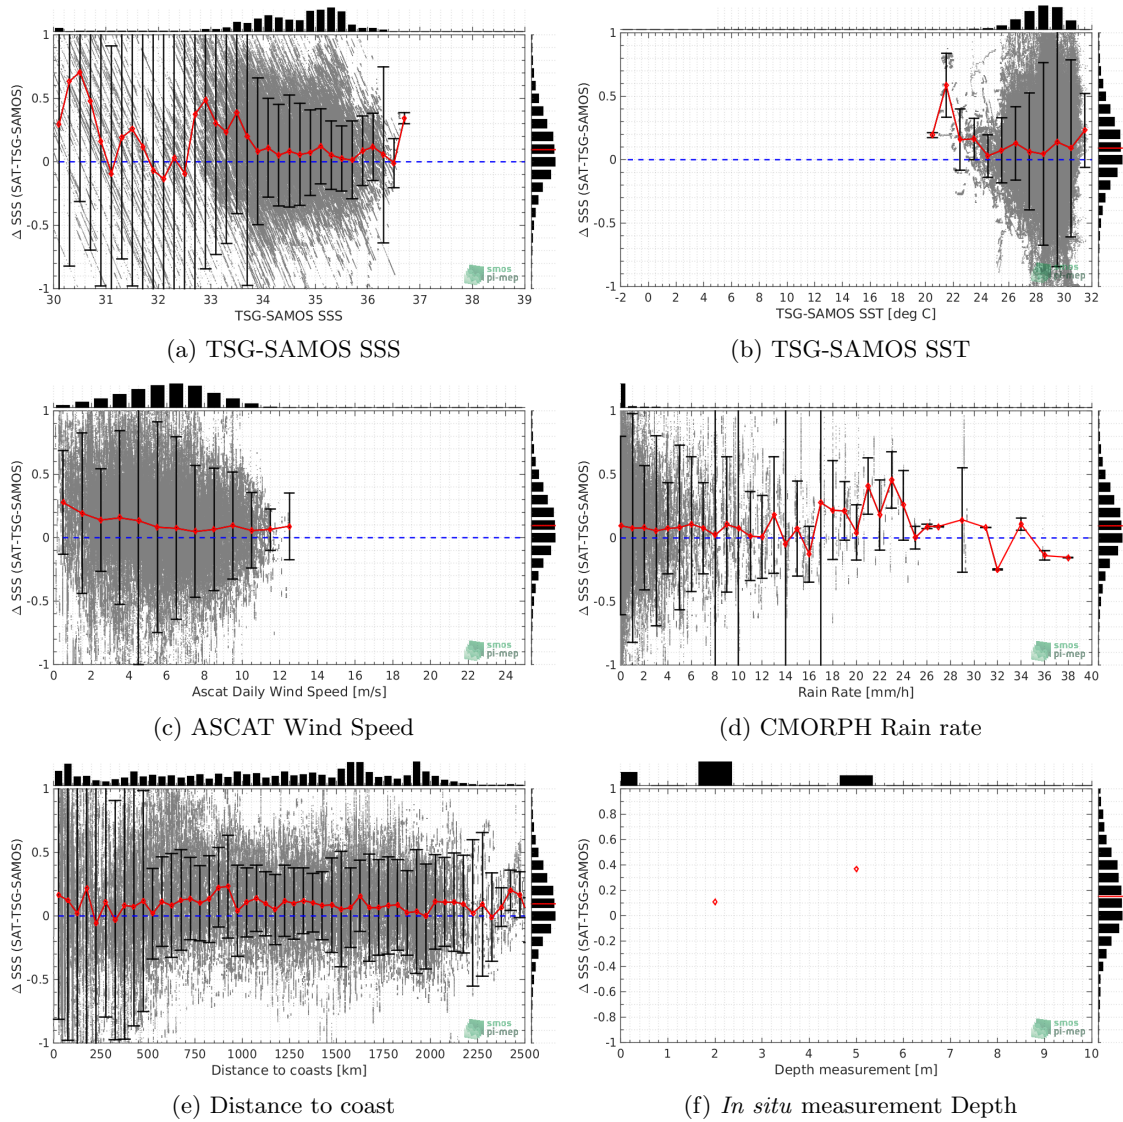 1
0.5
0
-0.5
-1
Δ SSS (SAT-TSG-SAMOS)
30 31 32 33 34 35 36 37 38 39
TSG-SAMOS SSS
smos
pi-mep
(a) TSG-SAMOS SSS
1
0.5
0
-0.5
-1
Δ SSS (SAT-TSG-SAMOS)
-2 0 2 4 6 8 10 12 14 16 18 20 22 24 26 28 30 32
TSG-SAMOS SST [deg C]
smos
pi-mep
(b) TSG-SAMOS SST
1
0.5
0
-0.5
-1
Δ SSS (SAT-TSG-SAMOS)
0 2 4 6 8 10 12 14 16 18 20 22 24
Ascat Daily Wind Speed [m/s]
smos
pi-mep
(c) ASCAT Wind Speed
1
0.5
0
-0.5
-1
Δ SSS (SAT-TSG-SAMOS)
0 2 4 6 8 10 12 14 16 18 20 22 24 26 28 30 32 34 36 38 40
Rain Rate [mm/h]
smos
pi-mep
(d) CMORPH Rain rate
1
0.5
0
-0.5
-1
Δ SSS (SAT-TSG-SAMOS)
0 250 500 750 1000 1250 1500 1750 2000 2250 2500
Distance to coasts [km]
smos
pi-mep
(e) Distance to coast
1
0.8
0.6
0.4
0.2
0
-0.2
-0.4
-0.6
-0.8
-1
Δ SSS (SAT-TSG-SAMOS)
0 1 2 3 4 5 6 7 8 9 10
Depth measurement [m]
smos
pi-mep
(f) In situ measurement Depth